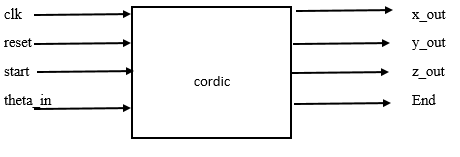 clk
reset
start
theta_in
cordic
x_out
y_out
z_out
End